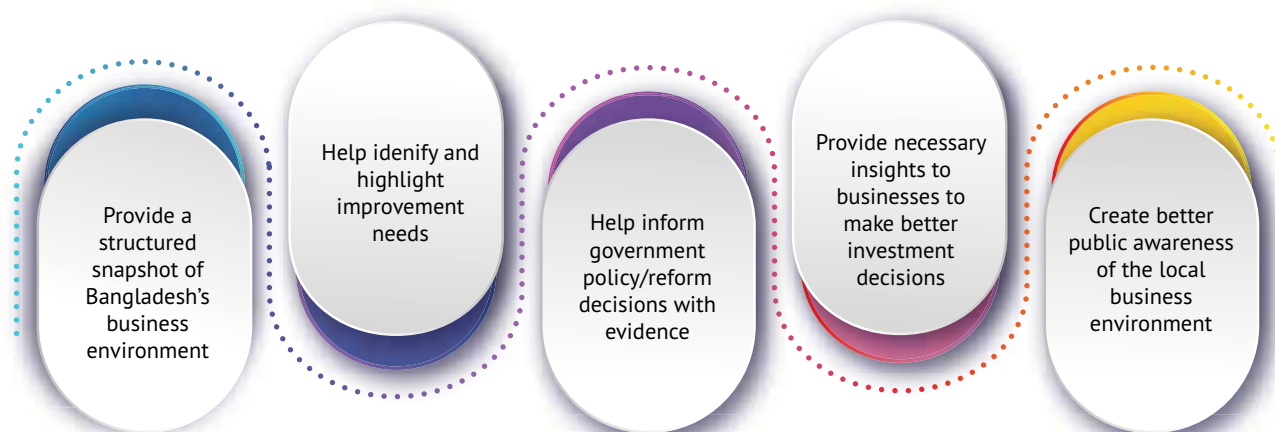 Provide a
structured
snapshot of
Bangladesh’s
business
environment
Help idenify and
highlight
improvement
needs
Help inform
government
policy/reform
decisions with
evidence
Provide necessary
insights to
businesses to
make better
investment
decisions
Create better
public awareness
of the local
business
environment